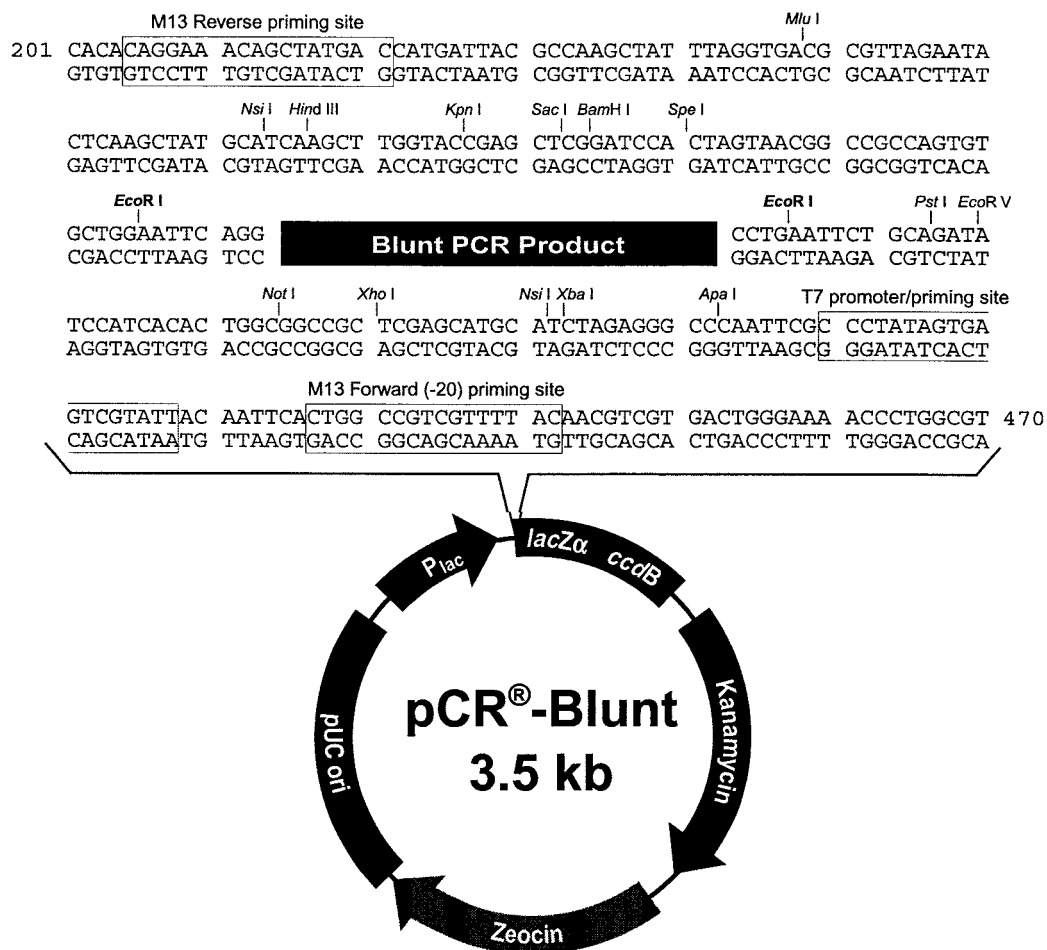 M13 Reverse priming site
Mlu I
201 CACACAGGAA ACAGCTATGAC CATGATTAC GCCAAGCTAT TTAGGTGACG CGTTAGAATA
GTGTGTCCTT TGTCGATACTG GTACTAATG CGGTTCGATA AATCCACTGC GCAATCTTAT
Nsi I Hind III Kpn I Sac I BamH I Spe I
CTCAAGCTAT GCATCAAGCT TGGTACCGAG CTCGGATCCA CTAGTAACGG CCGCCAGTGT
GAGTTCGATA CGTAGTTCGA ACCATGGCTC GAGCCTAGGT GATCATTGCC GGCGGTCACA
EcoR I EcoR I Pst I EcoR V
GCTGGAATTC AGG Blunt PCR Product CCTGAATTCT GCAGATA
CGACCTTAAG TCC GGACTTAAGA CGTCTAT
Not I Xho I Nsi I Xba I Apa I T7 promoter/priming site
TCCATCACAC TGGCGGCCGC TCGAGCATGC ATCTAGAGGG CCCAATTCGC CCTATAGTGA
AGGTAGTGTG ACCGCCGGCG AGCTCGTACG TAGATCTCCC GGGTTAAGCG GGATATCACT
M13 Forward (-20) priming site
GTCGTATTAC AATTCACTGG CCGTCGTTTT ACAACGTCGT GACTGGGAAA ACCCTGGCGT 470
CAGCATAATG TTAAGTGACC GGCAGCAAAA TGTTGCAGCA CTGACCCTTT TGGGACCGCA
Plac
lacZα ccdB
pUC ori
Kanamycin
pCR®-Blunt
3.5 kb
Zeocin